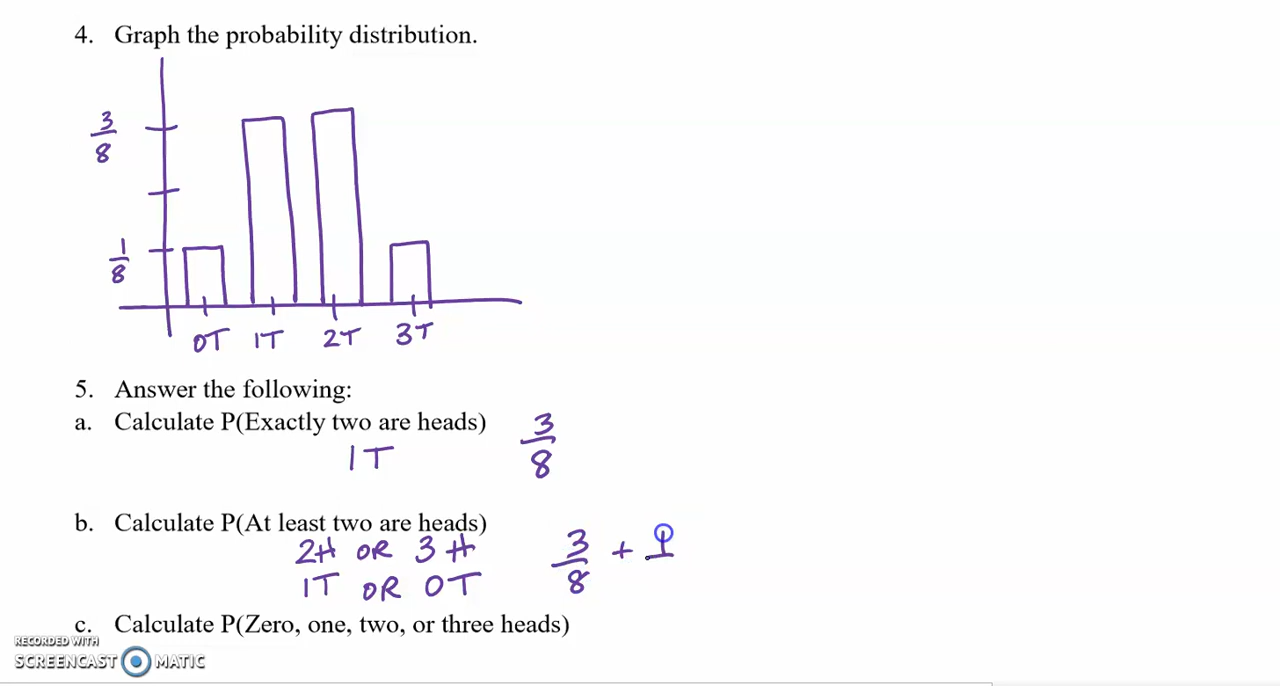 4. Graph the probability distribution.
3/8
1/8
0T 1T 2T 3T
5. Answer the following:
a. Calculate P(Exactly two are heads) 3/8
1T
b. Calculate P(At least two are heads)
2H OR 3H 3/8 + 1
1T OR 0T
c. Calculate P(Zero, one, two, or three heads)
RECORDED WITH
SCREENCAST MATIC